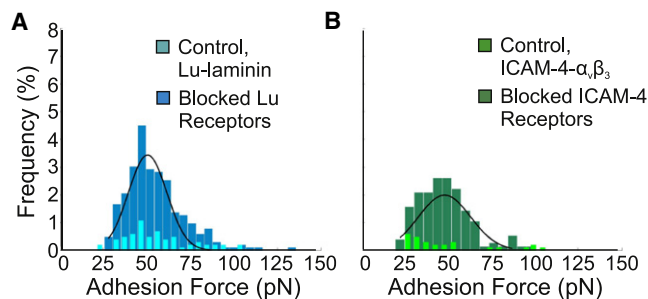 A
B
Control,
Lu-laminin
Blocked Lu
Receptors
Control,
ICAM-4-αvβ3
Blocked ICAM-4
Receptors
Frequency (%)
8
7
6
5
4
3
2
1
0
0 25 50 75 100 125 150
0 25 50 75 100 125 150
Adhesion Force (pN)
Adhesion Force (pN)